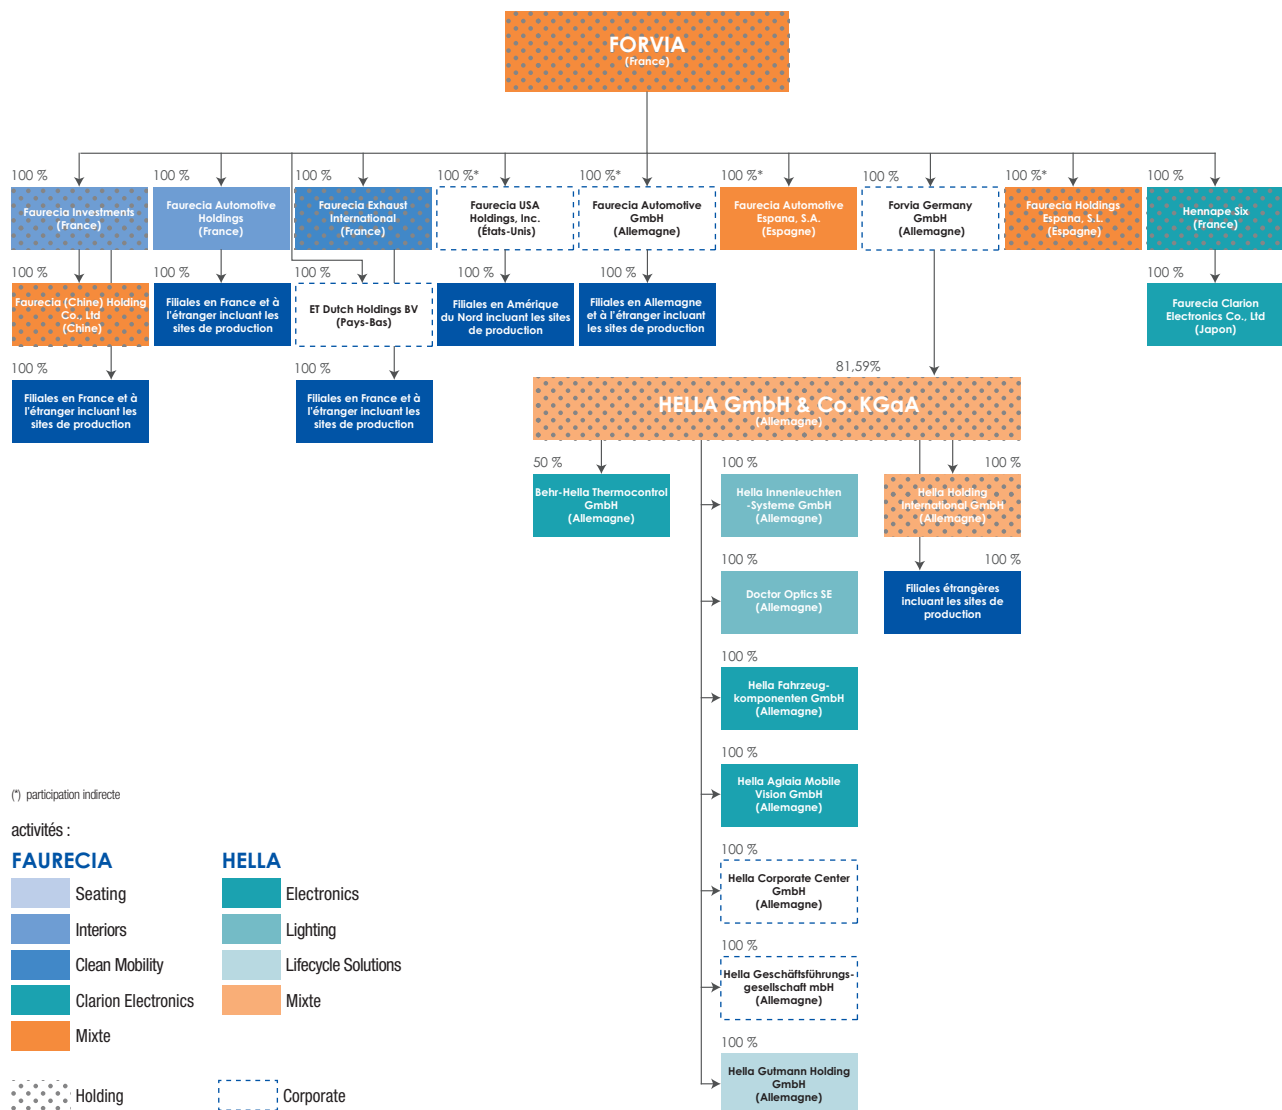 FORVIA
(France)
100 %
100 %
100 %
100 %*
100 %*
100 %*
100 %
100 %*
100 %
Faurecia Investments
(France)
Faurecia Automotive
Holdings
(France)
Faurecia Exhaust
International
(France)
Faurecia USA
Holdings, Inc.
(États-Unis)
Faurecia Automotive
GmbH
(Allemagne)
Faurecia Automotive
Espana, S.A.
(Espagne)
Forvia Germany
GmbH
(Allemagne)
Faurecia Holdings
Espana, S.L.
(Espagne)
Hennape Six
(France)
100 %
100 %
100 %
100 %
100 %
100 %
Faurecia (Chine) Holding
Co., Ltd
(Chine)
Filiales en France et à
l'étranger incluant les
sites de production
ET Dutch Holdings BV
(Pays-Bas)
Filiales en Amérique
du Nord incluant les sites
de production
Filiales en Allemagne
et à l'étranger incluant
les sites de production
Faurecia Clarion
Electronics Co., Ltd
(Japon)
100 %
100 %
81,59%
Filiales en France et à
l'étranger incluant les
sites de production
Filiales en France et à
l'étranger incluant les
sites de production
HELLA GmbH & Co. KGaA
(Allemagne)
50 %
100 %
100 %
Behr-Hella Thermocontrol
GmbH
(Allemagne)
Hella Innenleuchten
-Systeme GmbH
(Allemagne)
Hella Holding
International GmbH
(Allemagne)
100 %
100 %
Doctor Optics SE
(Allemagne)
Filiales étrangères
incluant les sites de
production
100 %
Hella Fahrzeug-
komponenten GmbH
(Allemagne)
100 %
Hella Aglaia Mobile
Vision GmbH
(Allemagne)
100 %
Hella Corporate Center
GmbH
(Allemagne)
100 %
Hella Geschäftsführungs-
gesellschaft mbH
(Allemagne)
100 %
Hella Gutmann Holding
GmbH
(Allemagne)
(*) participation indirecte
activités :
FAURECIA
Seating
Interiors
Clean Mobility
Clarion Electronics
Mixte
HELLA
Electronics
Lighting
Lifecycle Solutions
Mixte
Holding
Corporate